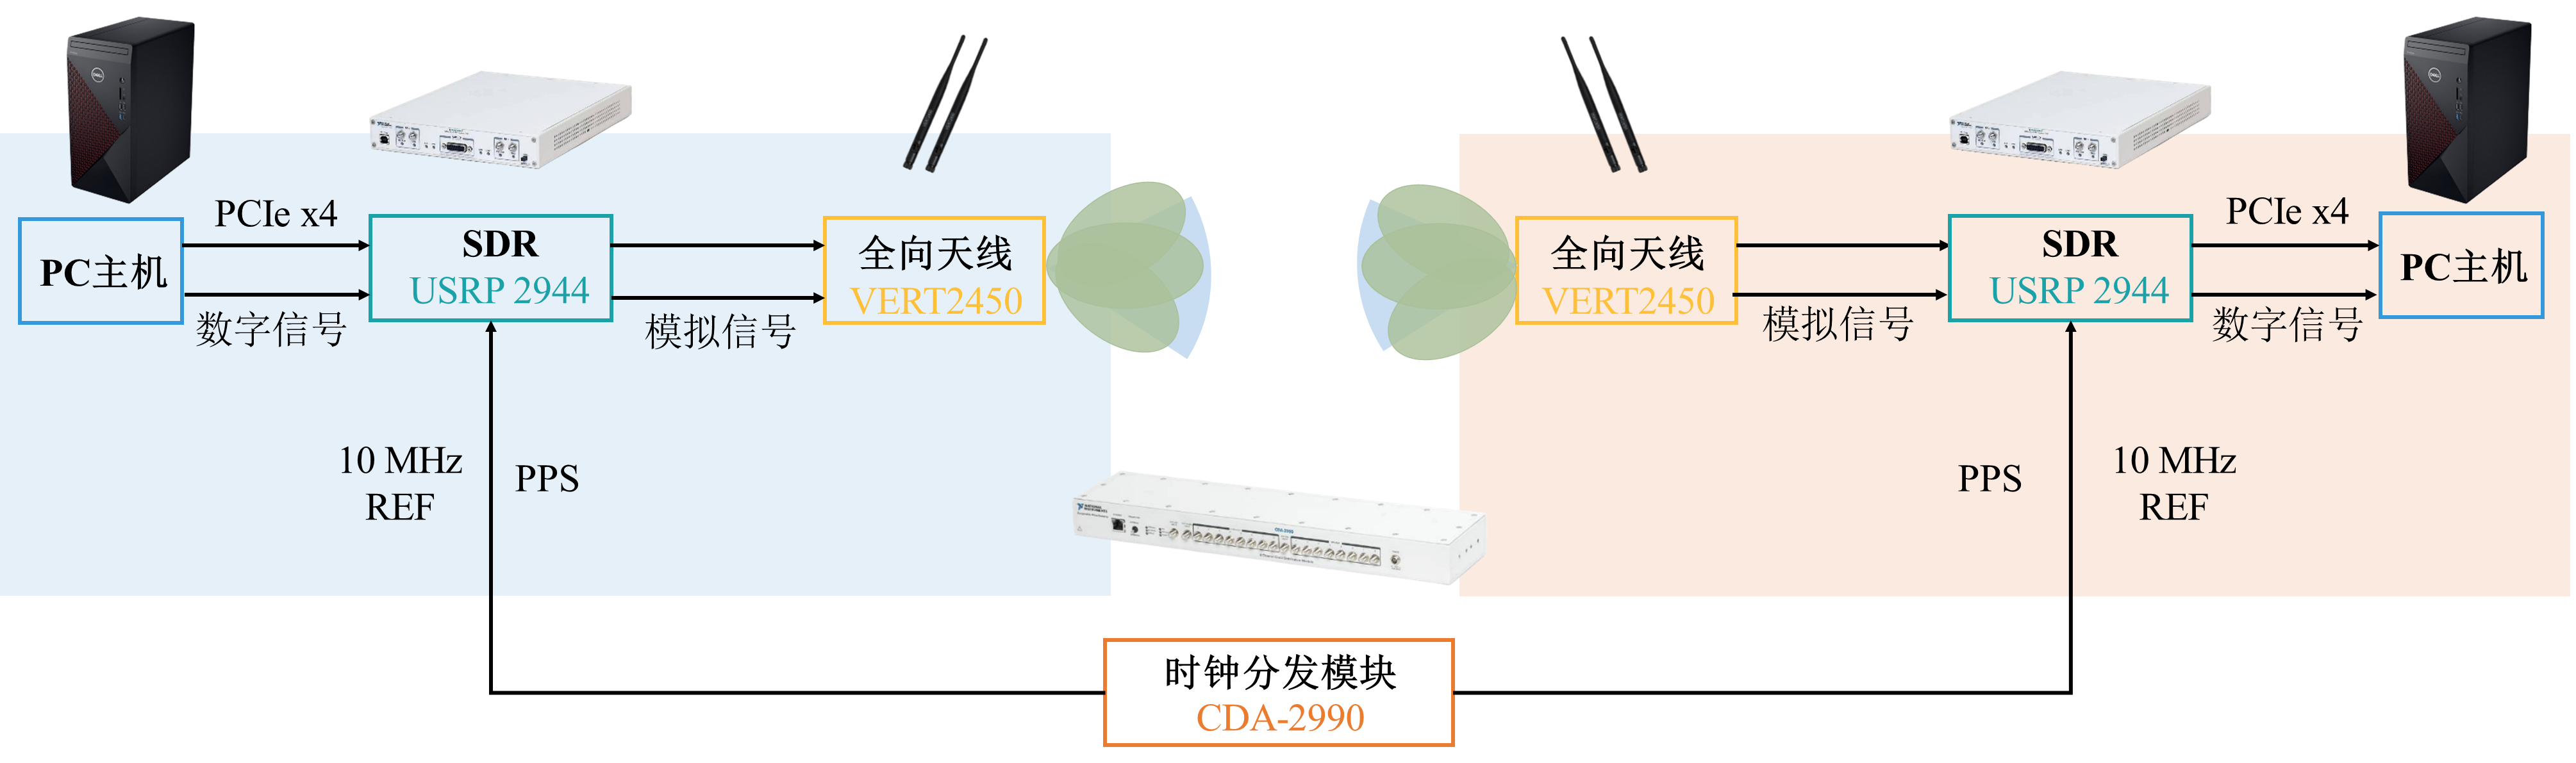 PCIe x4
PC主机
数字信号
SDR
USRP 2944
模拟信号
全向天线
VERT2450
10 MHz
REF
PPS
全向天线
VERT2450
模拟信号
SDR
USRP 2944
PCIe x4
数字信号
PC主机
PPS
10 MHz
REF
时钟分发模块
CDA-2990